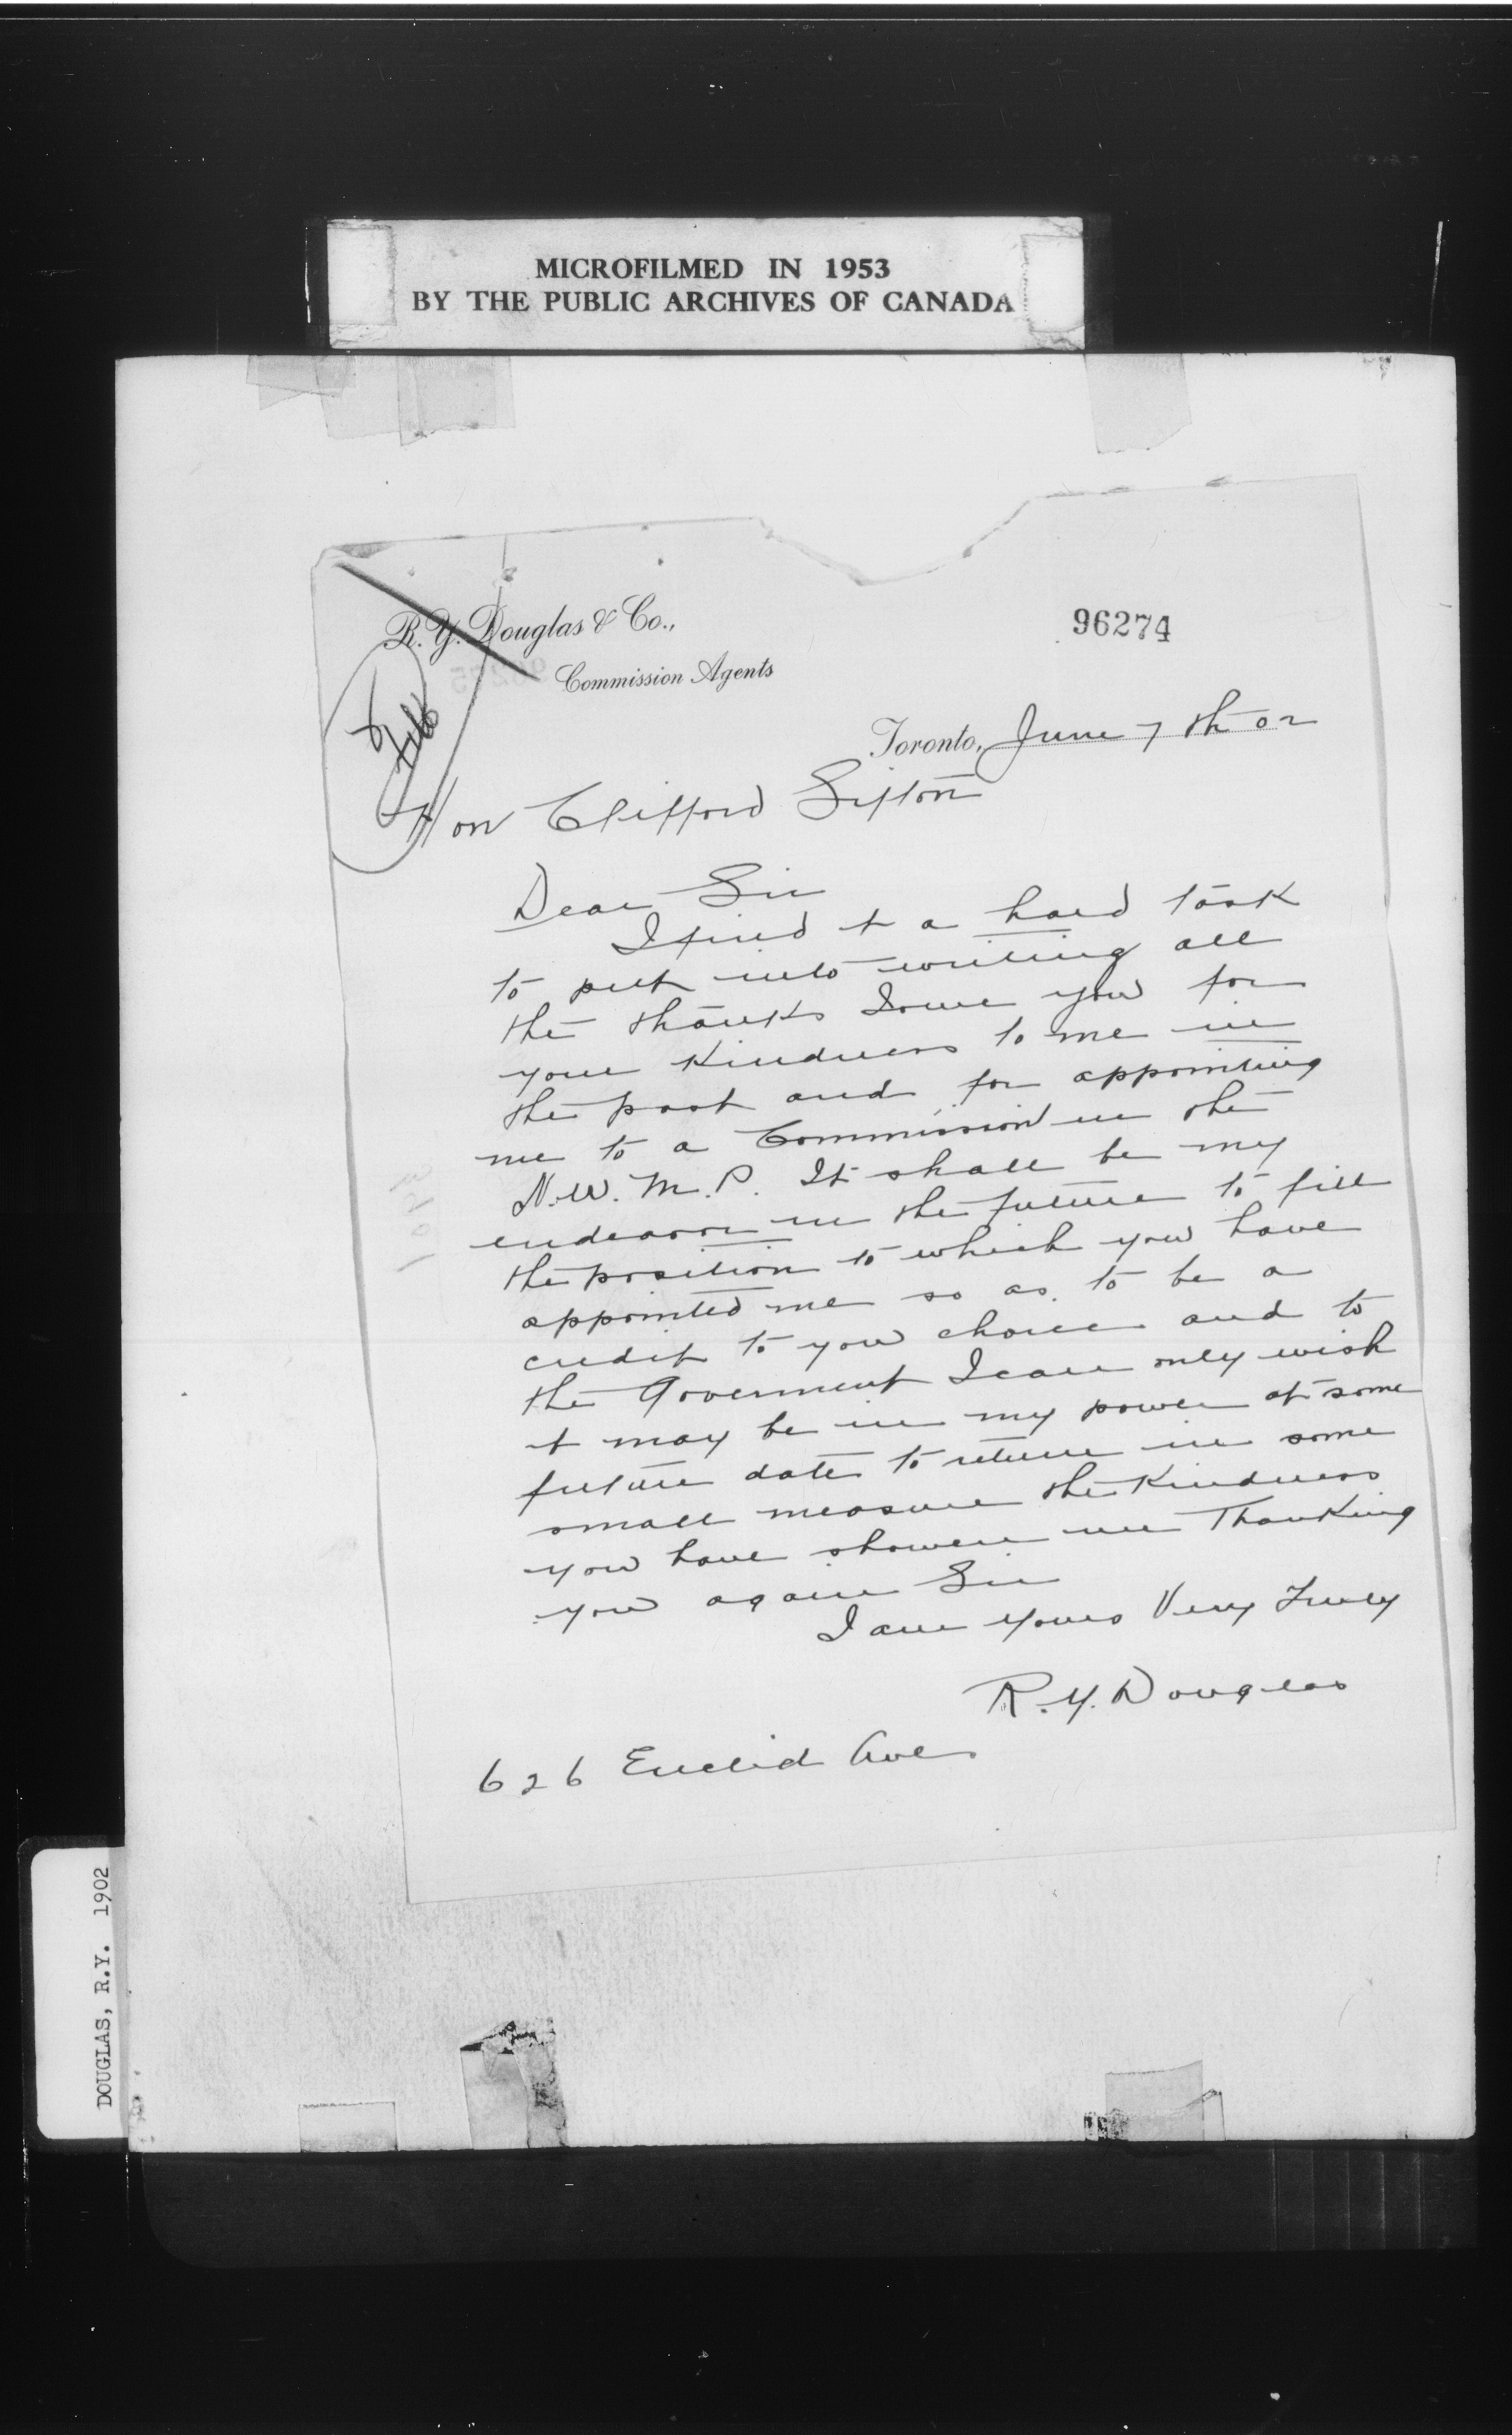 MICROFILMED IN 1953
BY THE PUBLIC ARCHIVES OF CANADA
R. Y. Douglas & Co.,
Commission Agents
96274
File
Toronto, June 7 th 02
Hon Clifford Sifton
Dear Sir
I find it a hard task
to put into writing all
the thanks I owe you for
your kindness to me in
the past and for appointing
me to a Commission in the
N.W.M.P. It shall be my
endeavor in the future to fill
the position to which you have
appointed me so as to be a
credit to your choice and to
the Goverment I can only wish
it may be in my power at some
future date to return in some
small measure the kindness
you have shown me Thanking
you again Sir
I am yours Very Truly
R. Y. Douglas
626 Euclid Ave
DOUGLAS, R.Y. 1902